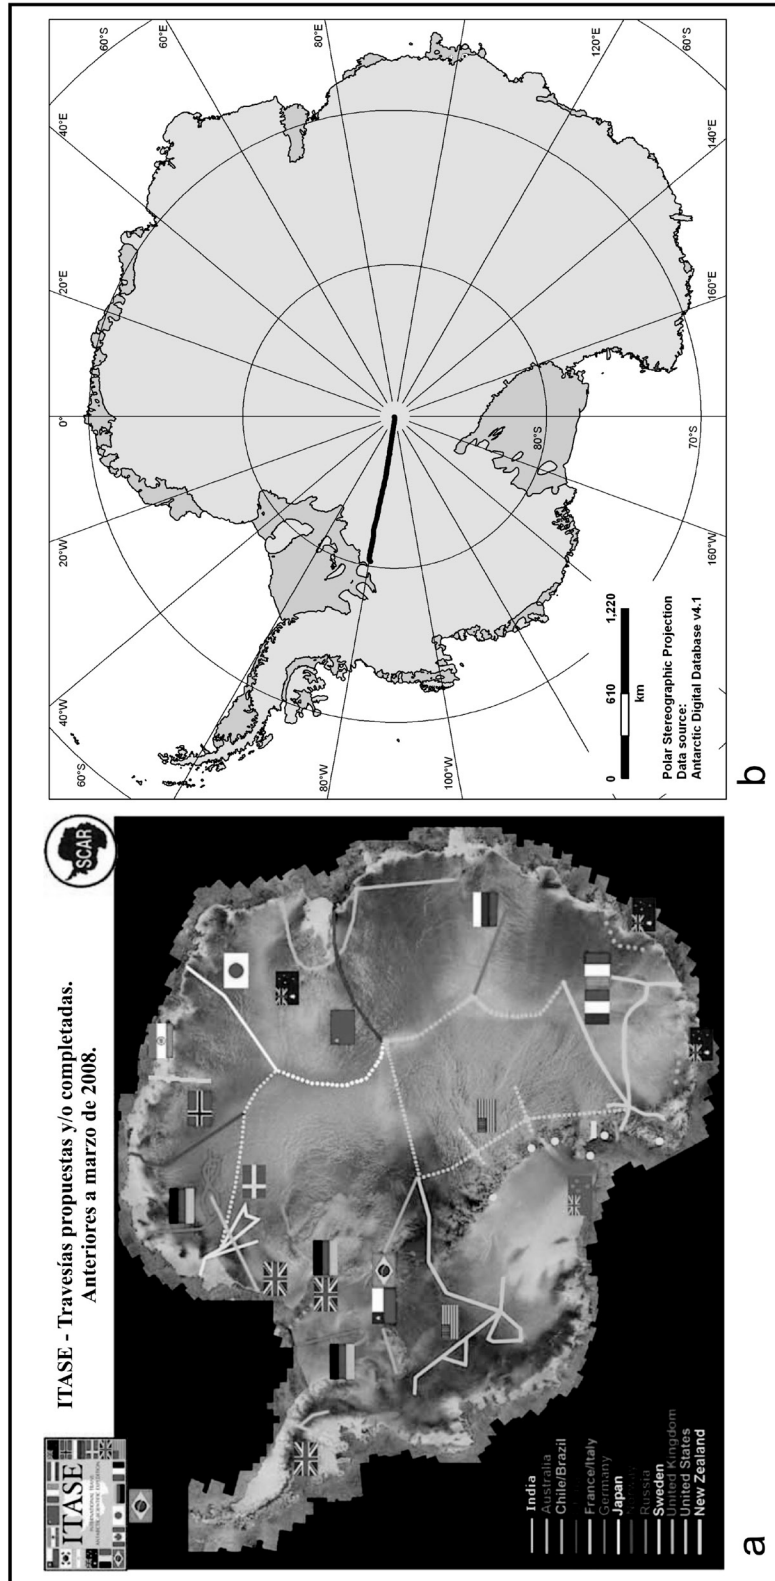 ITASE - Travesías propuestas y/o completadas.
Anteriores a marzo de 2008.
ITASE
SCAR
India
Australia
Chile/Brazil
France/Italy
Germany
Japan
Norway
Russia
Sweden
United Kingdom
United States
New Zealand
a
60°S
60°E
80°E
120°E
60°S
40°E
140°E
20°E
160°E
0°
80°S
70°S
20°W
160°W
40°W
60°S
80°W
100°W
0
610
1,220
km
Polar Stereographic Projection
Data source:
Antarctic Digital Database v4.1
b